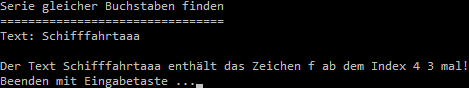 Serie gleicher Buchstaben finden
================================
Text: Schifffahrtaaa
Der Text Schifffahrtaaa enthält das Zeichen f ab dem Index 4 3 mal!
Beenden mit Eingabetaste ...